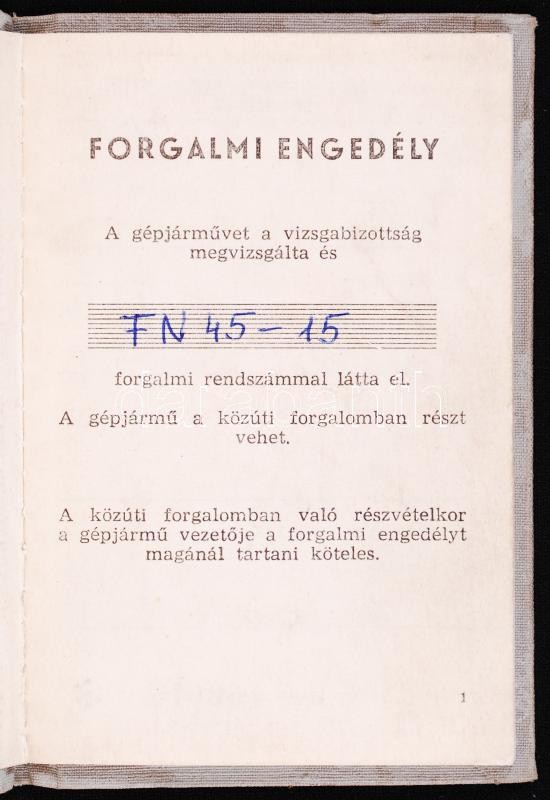 FORGALMI ENGEDÉLY
A gépjárművet a vizsgabizottság
megvizsgálta és
FN 45-15
forgalmi rendszámmal látta el.
A gépjármű a közúti forgalomban részt
vehet.
A közúti forgalomban való részvételkor
a gépjármű vezetője a forgalmi engedélyt
magánál tartani köteles.
1